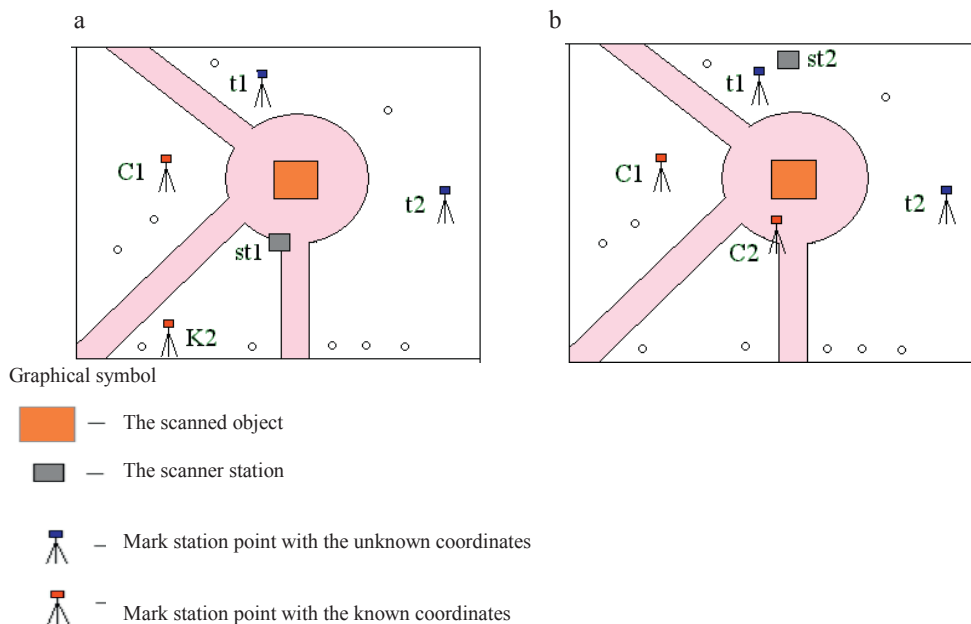 a
b
t1
st2
t1
C1
C1
t2
t2
st1
C2
K2
Graphical symbol
– The scanned object
– The scanner station
– Mark station point with the unknown coordinates
– Mark station point with the known coordinates